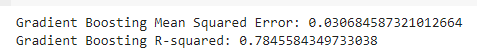 Gradient Boosting Mean Squared Error: 0.030684587321012664
Gradient Boosting R-squared: 0.7845584349733038